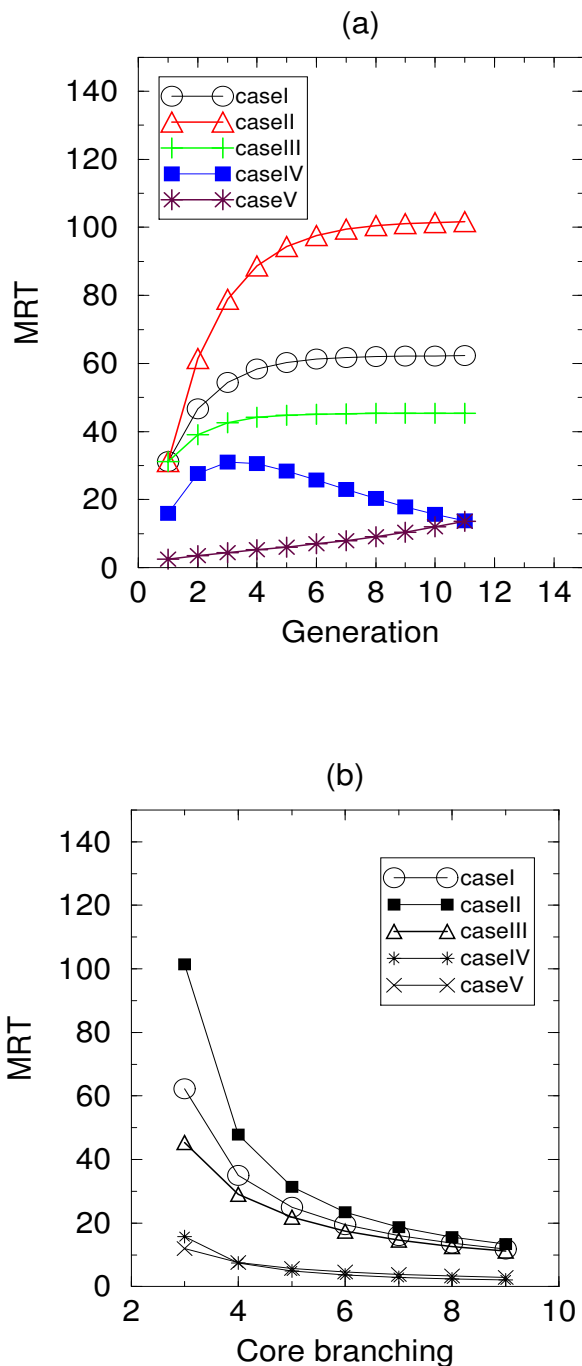 (a)
140
120
100
80
60
40
20
0
MRT
caseI
caseII
caseIII
caseIV
caseV
0 2 4 6 8 10 12 14
Generation
(b)
140
120
100
80
60
40
20
0
MRT
caseI
caseII
caseIII
caseIV
caseV
2 4 6 8 10
Core branching